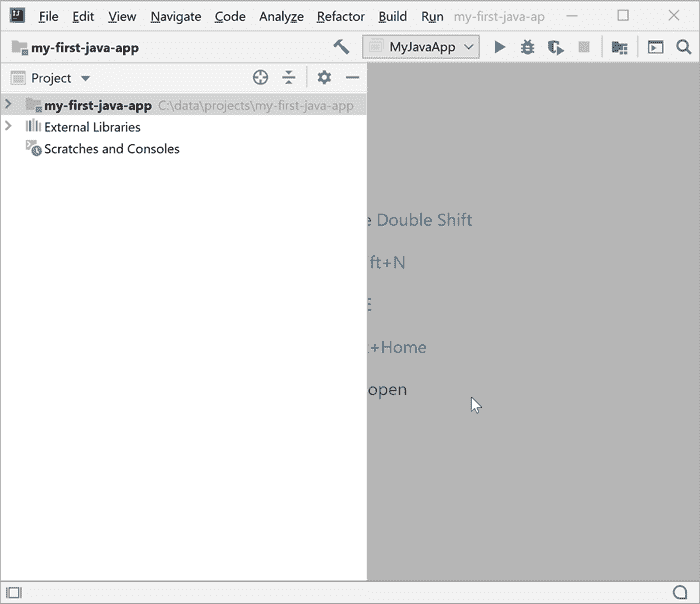 File Edit View Navigate Code Analyze Refactor Build Run my-first-java-ap
my-first-java-app MyJavaApp
Project
my-first-java-app C:\data\projects\my-first-java-app
External Libraries
Scratches and Consoles
Double Shift
ft+N
E
+Home
open